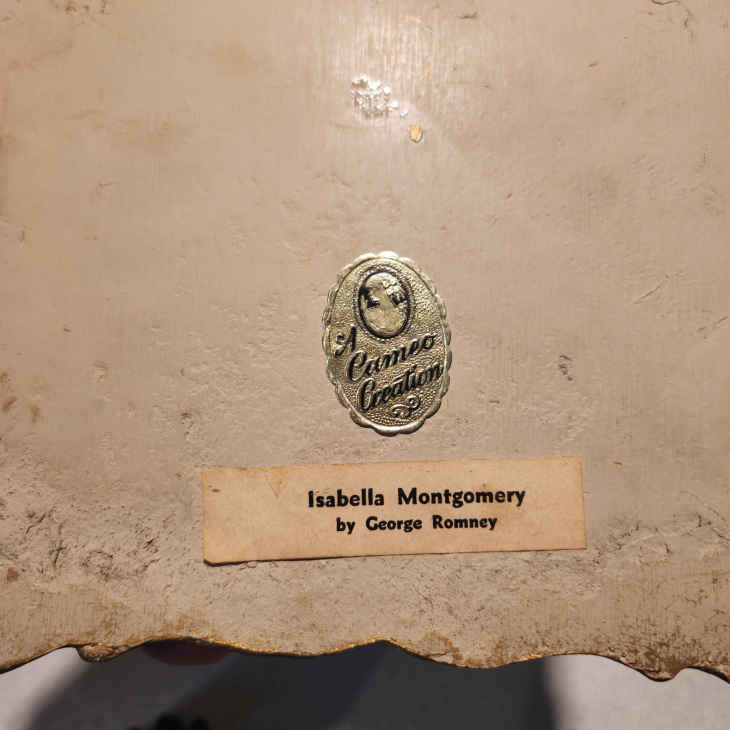 A
Cameo
Creation
Isabella Montgomery
by George Romney